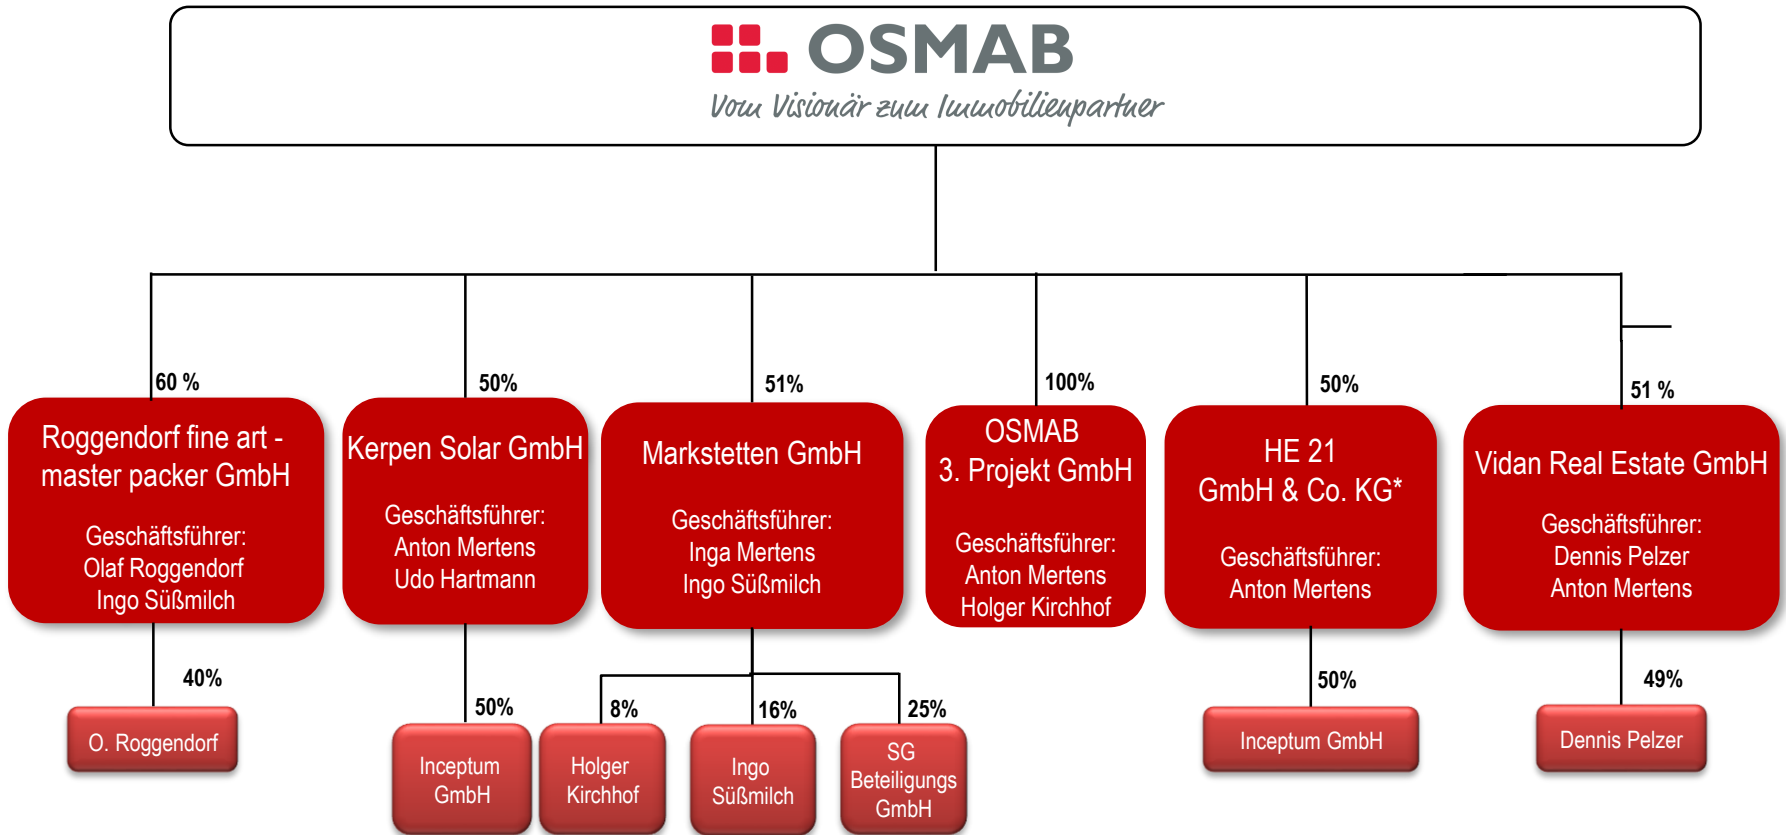 OSMAB
Vom Visionär zum Immobilienpartner
60 %
50%
51%
100%
50%
51 %
Roggendorf fine art -
master packer GmbH
Geschäftsführer:
Olaf Roggendorf
Ingo Süßmilch
Kerpen Solar GmbH
Geschäftsführer:
Anton Mertens
Udo Hartmann
Markstetten GmbH
Geschäftsführer:
Inga Mertens
Ingo Süßmilch
OSMAB
3. Projekt GmbH
Geschäftsführer:
Anton Mertens
Holger Kirchhof
HE 21
GmbH & Co. KG*
Geschäftsführer:
Anton Mertens
Vidan Real Estate GmbH
Geschäftsführer:
Dennis Pelzer
Anton Mertens
40%
50%
8%
16%
25%
50%
49%
O. Roggendorf
Inceptum
GmbH
Holger
Kirchhof
Ingo
Süßmilch
SG
Beteiligungs
GmbH
Inceptum GmbH
Dennis Pelzer